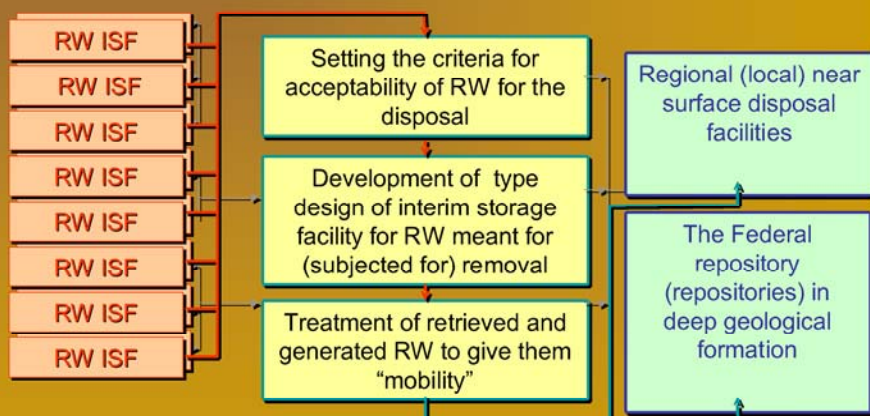 RW ISF
RW ISF
RW ISF
RW ISF
RW ISF
RW ISF
RW ISF
RW ISF
Setting the criteria for
acceptability of RW for the
disposal
Development of type
design of interim storage
facility for RW meant for
(subjected for) removal
Treatment of retrieved and
generated RW to give them
“mobility”
Regional (local) near
surface disposal
facilities
The Federal
repository
(repositories) in
deep geological
formation